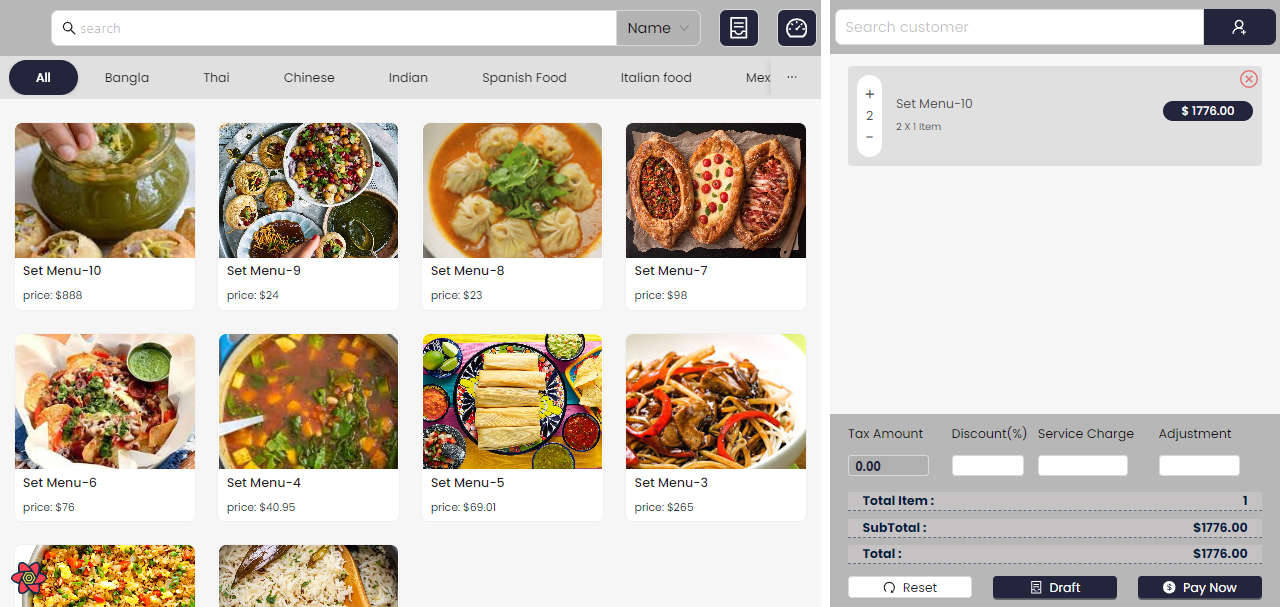 search
Name
Search customer
All
Bangla
Thai
Chinese
Indian
Spanish Food
Italian food
Mex
...
+
2
-
Set Menu-10
2 X 1 Item
$ 1776.00
Set Menu-10
price: $888
Set Menu-9
price: $24
Set Menu-8
price: $23
Set Menu-7
price: $98
Set Menu-6
price: $76
Set Menu-4
price: $40.95
Set Menu-5
price: $69.01
Set Menu-3
price: $265
Tax Amount
Discount(%)
Service Charge
Adjustment
0.00
Total Item : 1
SubTotal : $1776.00
Total : $1776.00
Reset
Draft
Pay Now